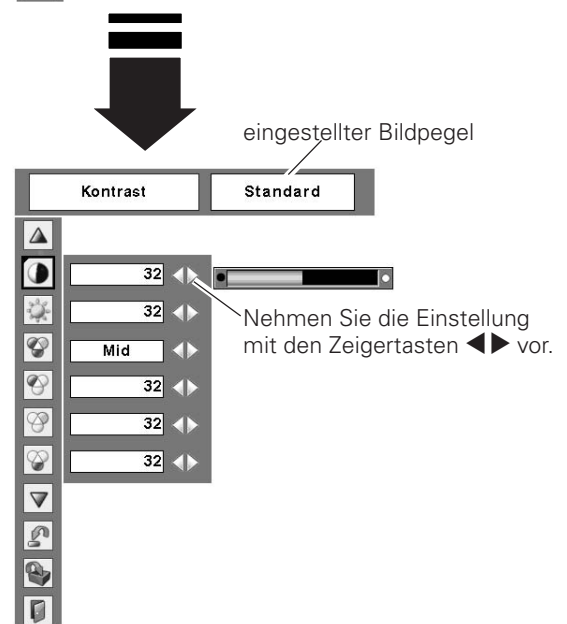 eingestellter Bildpegel
Kontrast Standard
32
32
Nehmen Sie die Einstellung
mit den Zeigertasten ◀▶ vor.
Mid
32
32
32